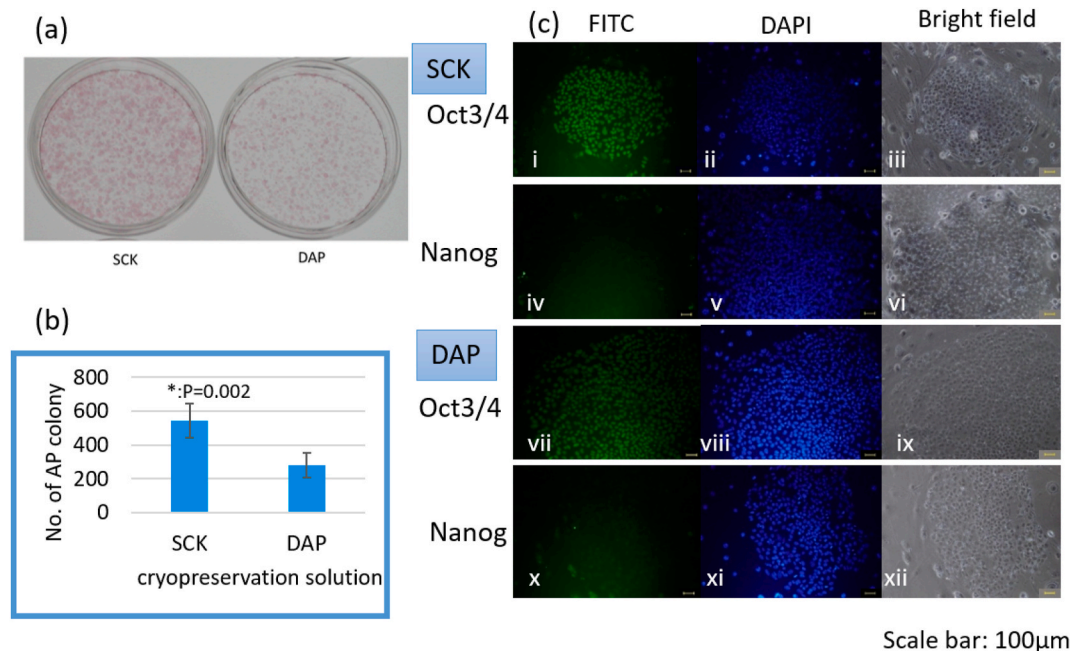 (a)
SCK
DAP
(b)
800
600
400
200
0
*:P=0.002
No. of AP colony
SCK
DAP
cryopreservation solution
(c)
FITC
DAPI
Bright field
SCK
Oct3/4
i
ii
iii
Nanog
iv
v
vi
DAP
Oct3/4
vii
viii
ix
Nanog
x
xi
xii
Scale bar: 100μm